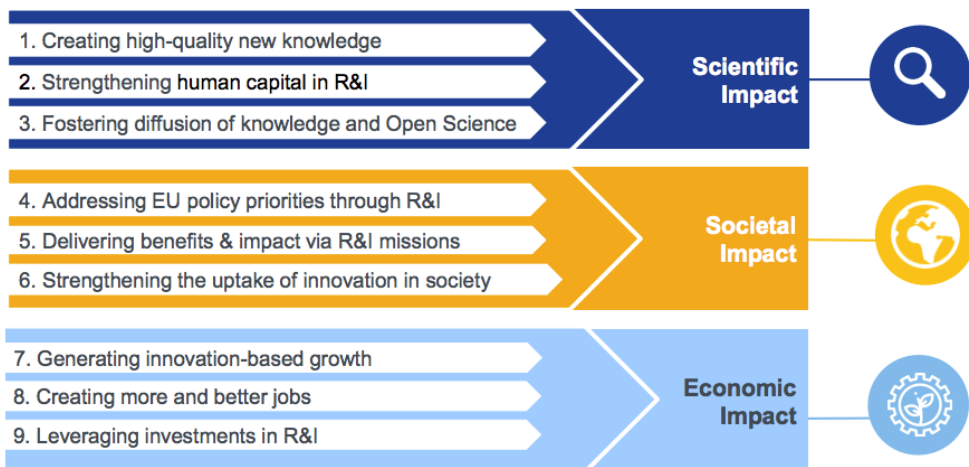 1. Creating high-quality new knowledge
2. Strengthening human capital in R&I
3. Fostering diffusion of knowledge and Open Science
Scientific
Impact
4. Addressing EU policy priorities through R&I
5. Delivering benefits & impact via R&I missions
6. Strengthening the uptake of innovation in society
Societal
Impact
7. Generating innovation-based growth
8. Creating more and better jobs
9. Leveraging investments in R&I
Economic
Impact